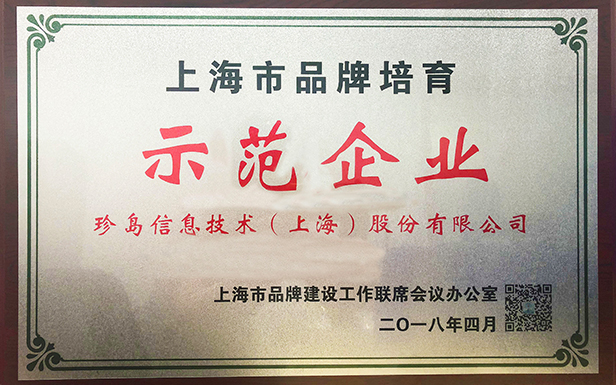 上海市品牌培育
示范企业
珍岛信息技术（上海）股份有限公司
上海市品牌建设工作联席会议办公室
二〇一八年四月